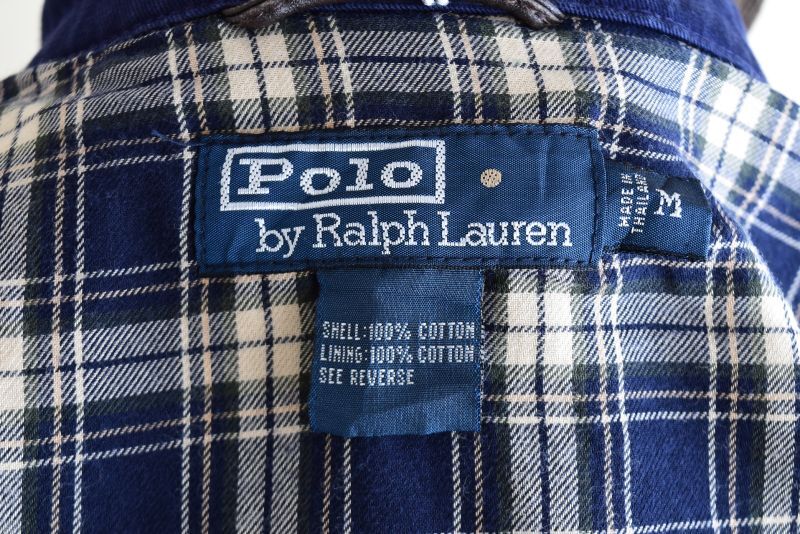 Polo
by Ralph Lauren
MADE IN
THAILAND
M
SHELL: 100% COTTON
LINING: 100% COTTON
SEE REVERSE